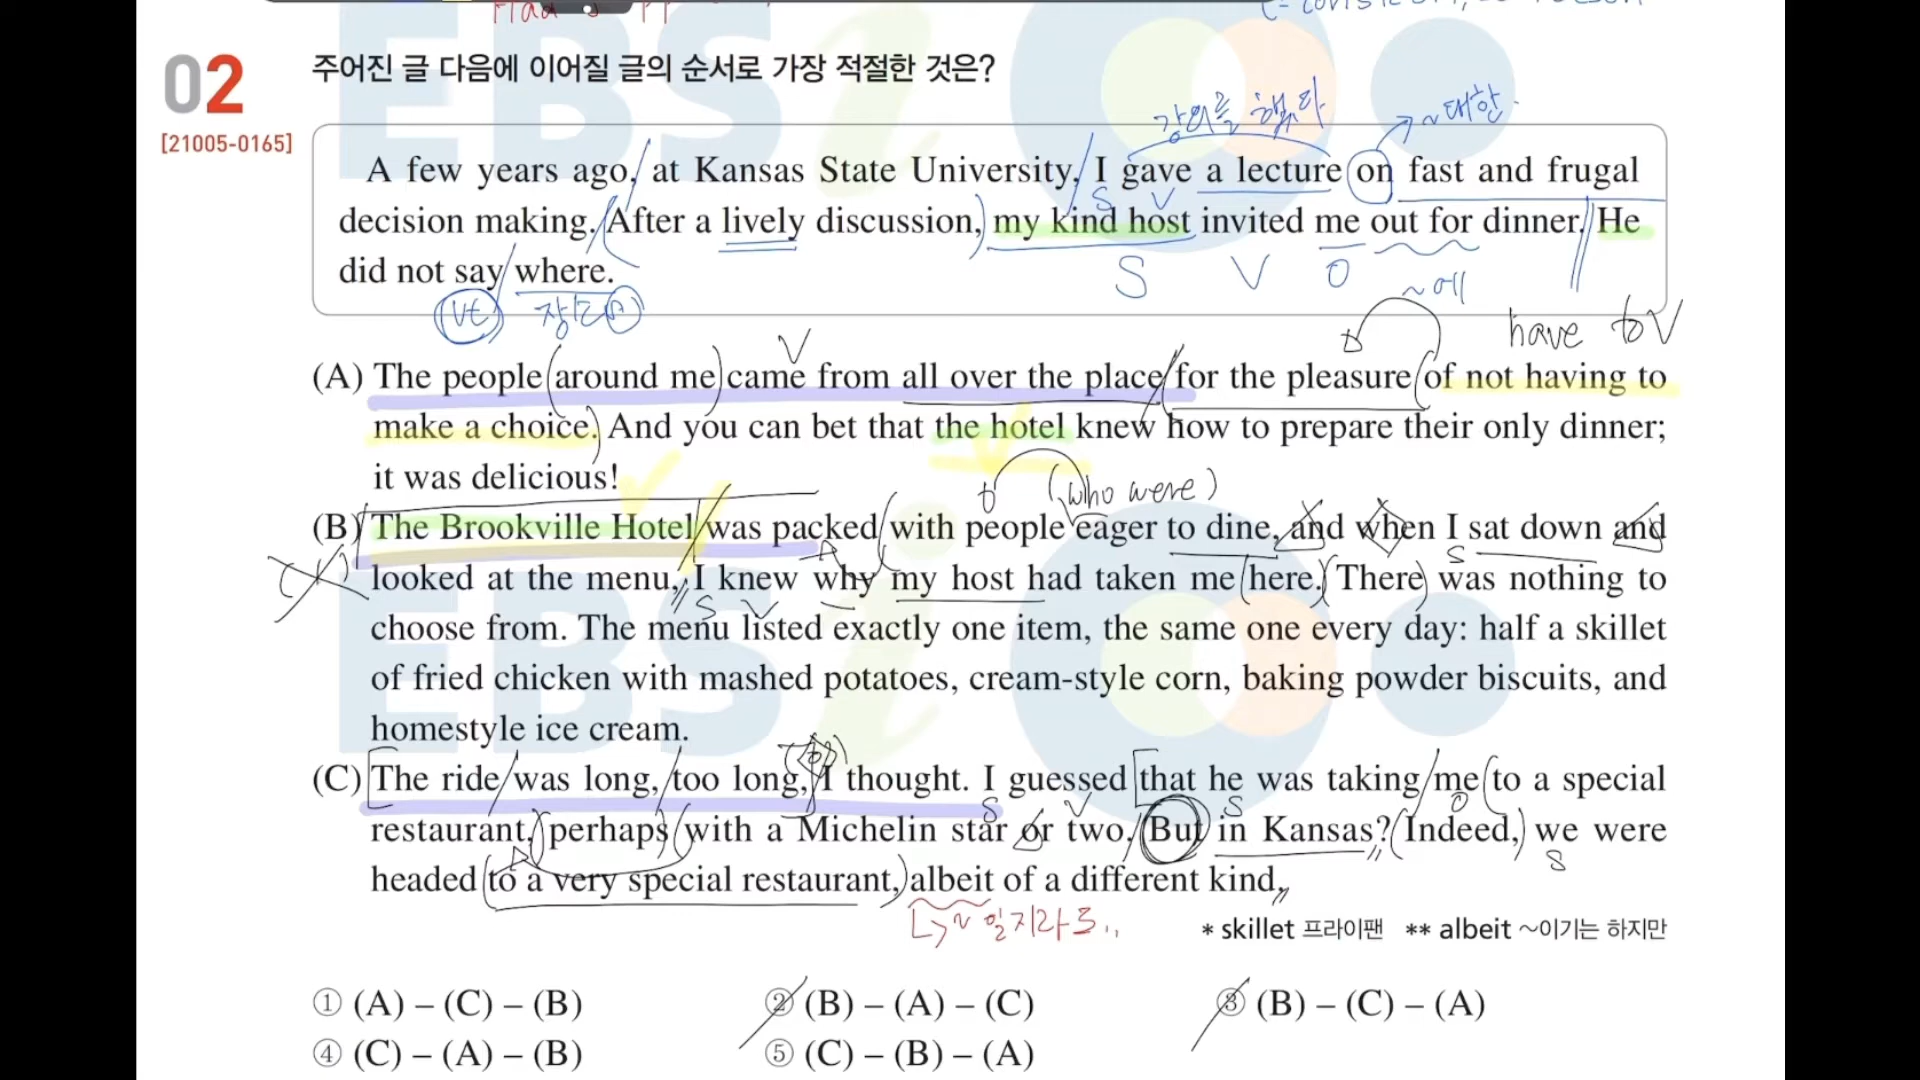 02 주어진 글 다음에 이어질 글의 순서로 가장 적절한 것은?
[21005-0165]
강의를 했다
~대한
A few years ago, at Kansas State University, I gave a lecture on fast and frugal
S V
decision making. After a lively discussion, my kind host invited me out for dinner. He
S V O ~에
did not say where.
vt
have to V
V
(A) The people around me came from all over the place for the pleasure of not having to
make a choice. And you can bet that the hotel knew how to prepare their only dinner;
it was delicious!
(who were)
(B) The Brookville Hotel was packed with people eager to dine, and when I sat down and
S
looked at the menu, I knew why my host had taken me here. There was nothing to
S V
choose from. The menu listed exactly one item, the same one every day: half a skillet
of fried chicken with mashed potatoes, cream-style corn, baking powder biscuits, and
homestyle ice cream.
(C) The ride was long, too long, I thought. I guessed that he was taking me to a special
S V S O
restaurant, perhaps with a Michelin star or two. But in Kansas? Indeed, we were
S
headed to a very special restaurant, albeit of a different kind.
~일지라도..
* skillet 프라이팬 ** albeit ~이기는 하지만
① (A) – (C) – (B) ② (B) – (A) – (C) ③ (B) – (C) – (A)
④ (C) – (A) – (B) ⑤ (C) – (B) – (A)
EBSi
EBSi